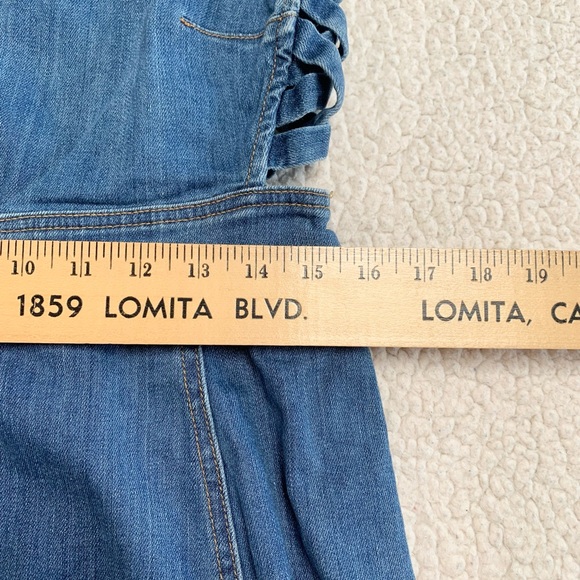 10 11 12 13 14 15 16 17 18 19
1859 LOMITA BLVD. LOMITA, CA